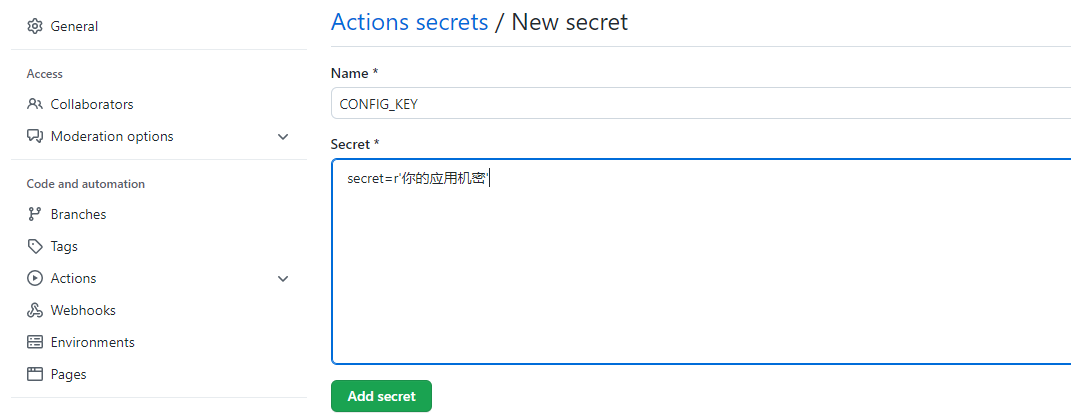 General
Access
Collaborators
Moderation options
Code and automation
Branches
Tags
Actions
Webhooks
Environments
Pages
Actions secrets / New secret
Name *
CONFIG_KEY
Secret *
secret=r'你的应用机密'
Add secret